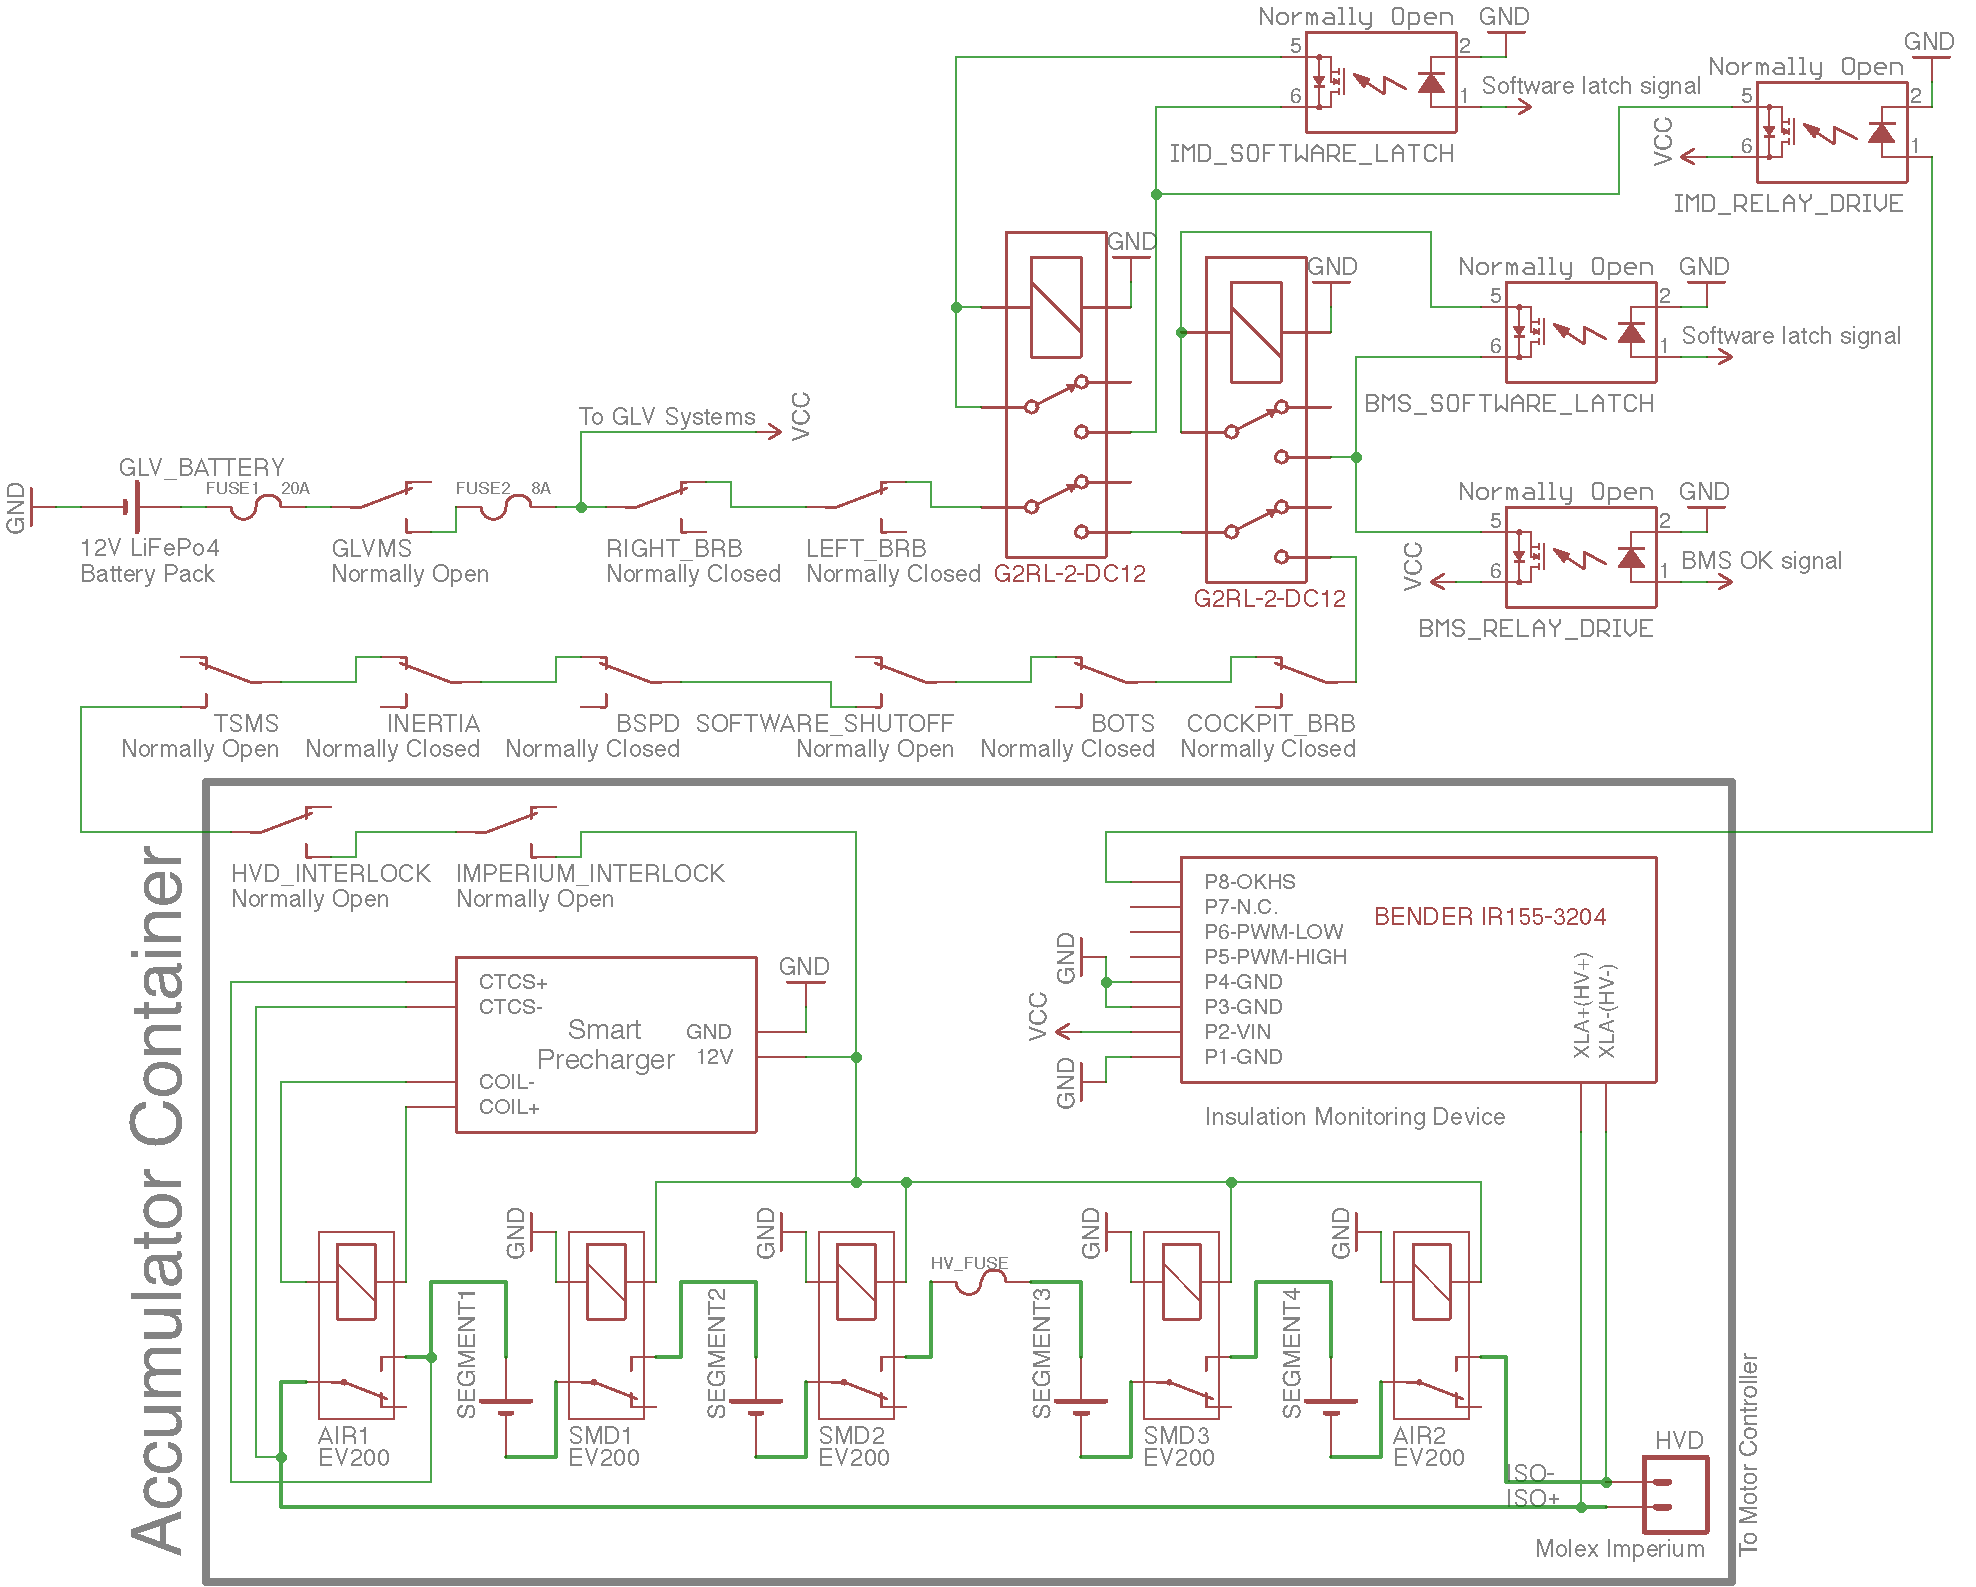 Normally Open
GND
5
2
6
1
Software latch signal
IMD_SOFTWARE_LATCH
Normally Open
GND
5
2
VCC
6
1
IMD_RELAY_DRIVE
GND
GND
G2RL-2-DC12
G2RL-2-DC12
Normally Open
GND
5
2
6
1
Software latch signal
BMS_SOFTWARE_LATCH
Normally Open
GND
5
2
VCC
6
1
BMS OK signal
BMS_RELAY_DRIVE
To GLV Systems
VCC
GND
GLV_BATTERY
12V LiFePo4
Battery Pack
FUSE1
20A
GLVMS
Normally Open
FUSE2
8A
RIGHT_BRB
Normally Closed
LEFT_BRB
Normally Closed
TSMS
Normally Open
INERTIA
Normally Closed
BSPD
Normally Closed
SOFTWARE_SHUTOFF
Normally Open
BOTS
Normally Closed
COCKPIT_BRB
Normally Closed
Accumulator Container
HVD_INTERLOCK
Normally Open
IMPERIUM_INTERLOCK
Normally Open
CTCS+
CTCS-
COIL-
COIL+
Smart
Precharger
GND
12V
GND
P8-OKHS
P7-N.C.
P6-PWM-LOW
P5-PWM-HIGH
P4-GND
P3-GND
P2-VIN
P1-GND
GND
VCC
GND
BENDER IR155-3204
XLA+(HV+)
XLA-(HV-)
Insulation Monitoring Device
AIR1
EV200
SEGMENT1
GND
SMD1
EV200
SEGMENT2
GND
SMD2
EV200
HV_FUSE
SEGMENT3
GND
SMD3
EV200
SEGMENT4
GND
AIR2
EV200
ISO-
ISO+
HVD
Molex Imperium
To Motor Controller